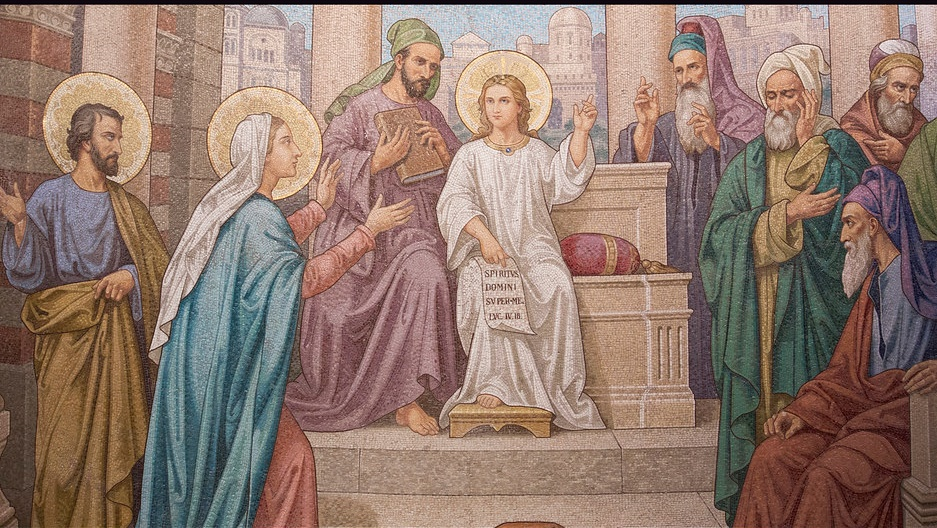 SPIRITVS
DOMINI
SVPER·ME.
LVC. IV. 18.